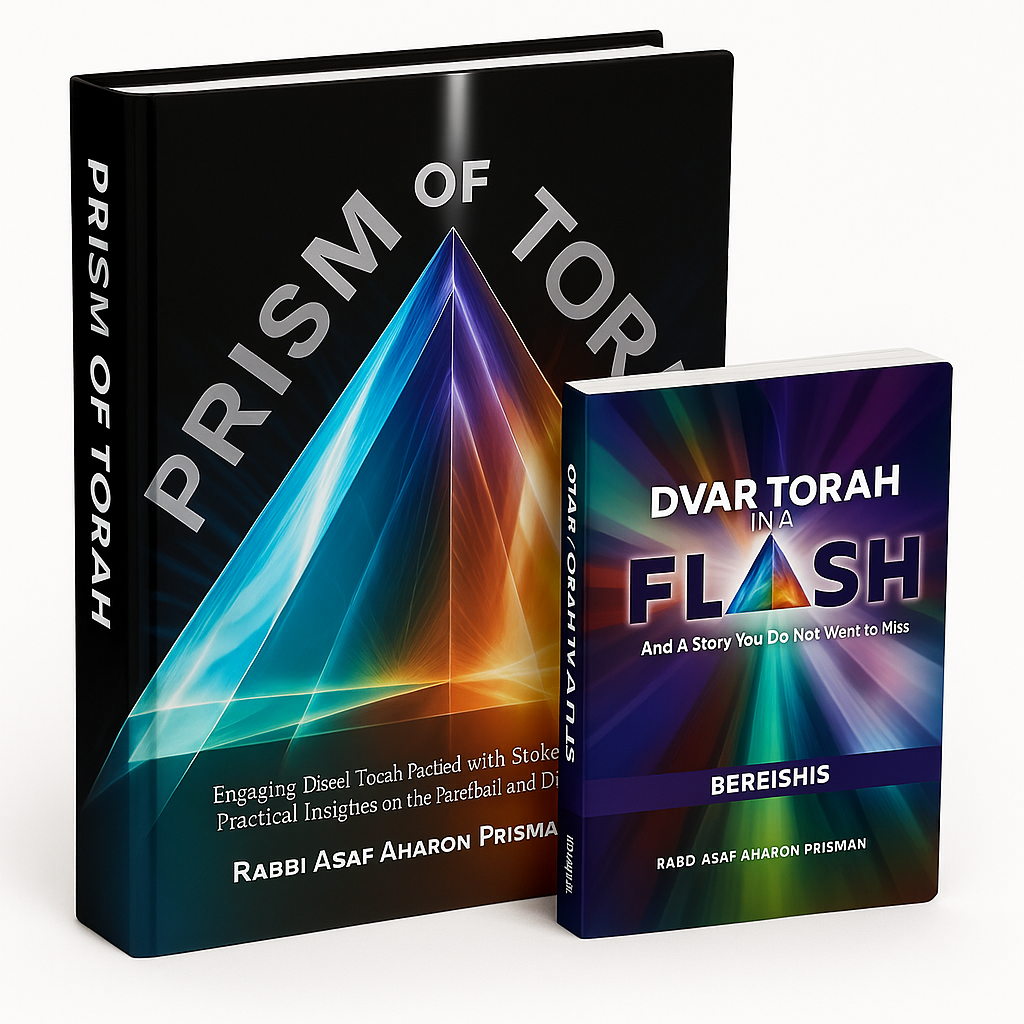 PRISM OF TORAH
PRISM OF TOR
Engaging Diseel Tocah Pactied with Stoke
Practical Insigties on the Parefbail and Di
RABBI ASAF AHARON PRISMA
DVAR TORAH
IN A
FLASH
And A Story You Do Not Went to Miss
BEREISHIS
RABD ASAF AHARON PRISMAN